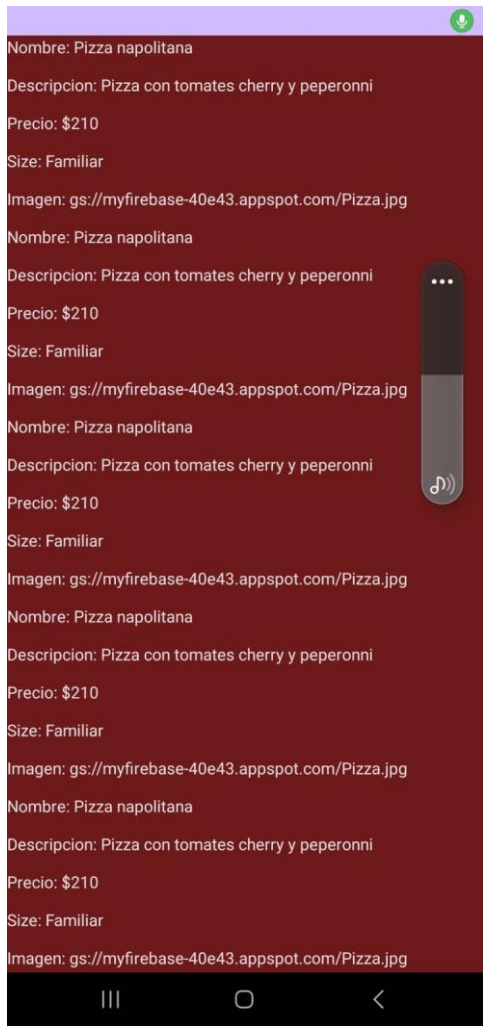 Nombre: Pizza napolitana
Descripcion: Pizza con tomates cherry y peperonni
Precio: $210
Size: Familiar
Imagen: gs://myfirebase-40e43.appspot.com/Pizza.jpg
Nombre: Pizza napolitana
Descripcion: Pizza con tomates cherry y peperonni
Precio: $210
Size: Familiar
Imagen: gs://myfirebase-40e43.appspot.com/Pizza.jpg
Nombre: Pizza napolitana
Descripcion: Pizza con tomates cherry y peperonni
Precio: $210
Size: Familiar
Imagen: gs://myfirebase-40e43.appspot.com/Pizza.jpg
Nombre: Pizza napolitana
Descripcion: Pizza con tomates cherry y peperonni
Precio: $210
Size: Familiar
Imagen: gs://myfirebase-40e43.appspot.com/Pizza.jpg
Nombre: Pizza napolitana
Descripcion: Pizza con tomates cherry y peperonni
Precio: $210
Size: Familiar
Imagen: gs://myfirebase-40e43.appspot.com/Pizza.jpg